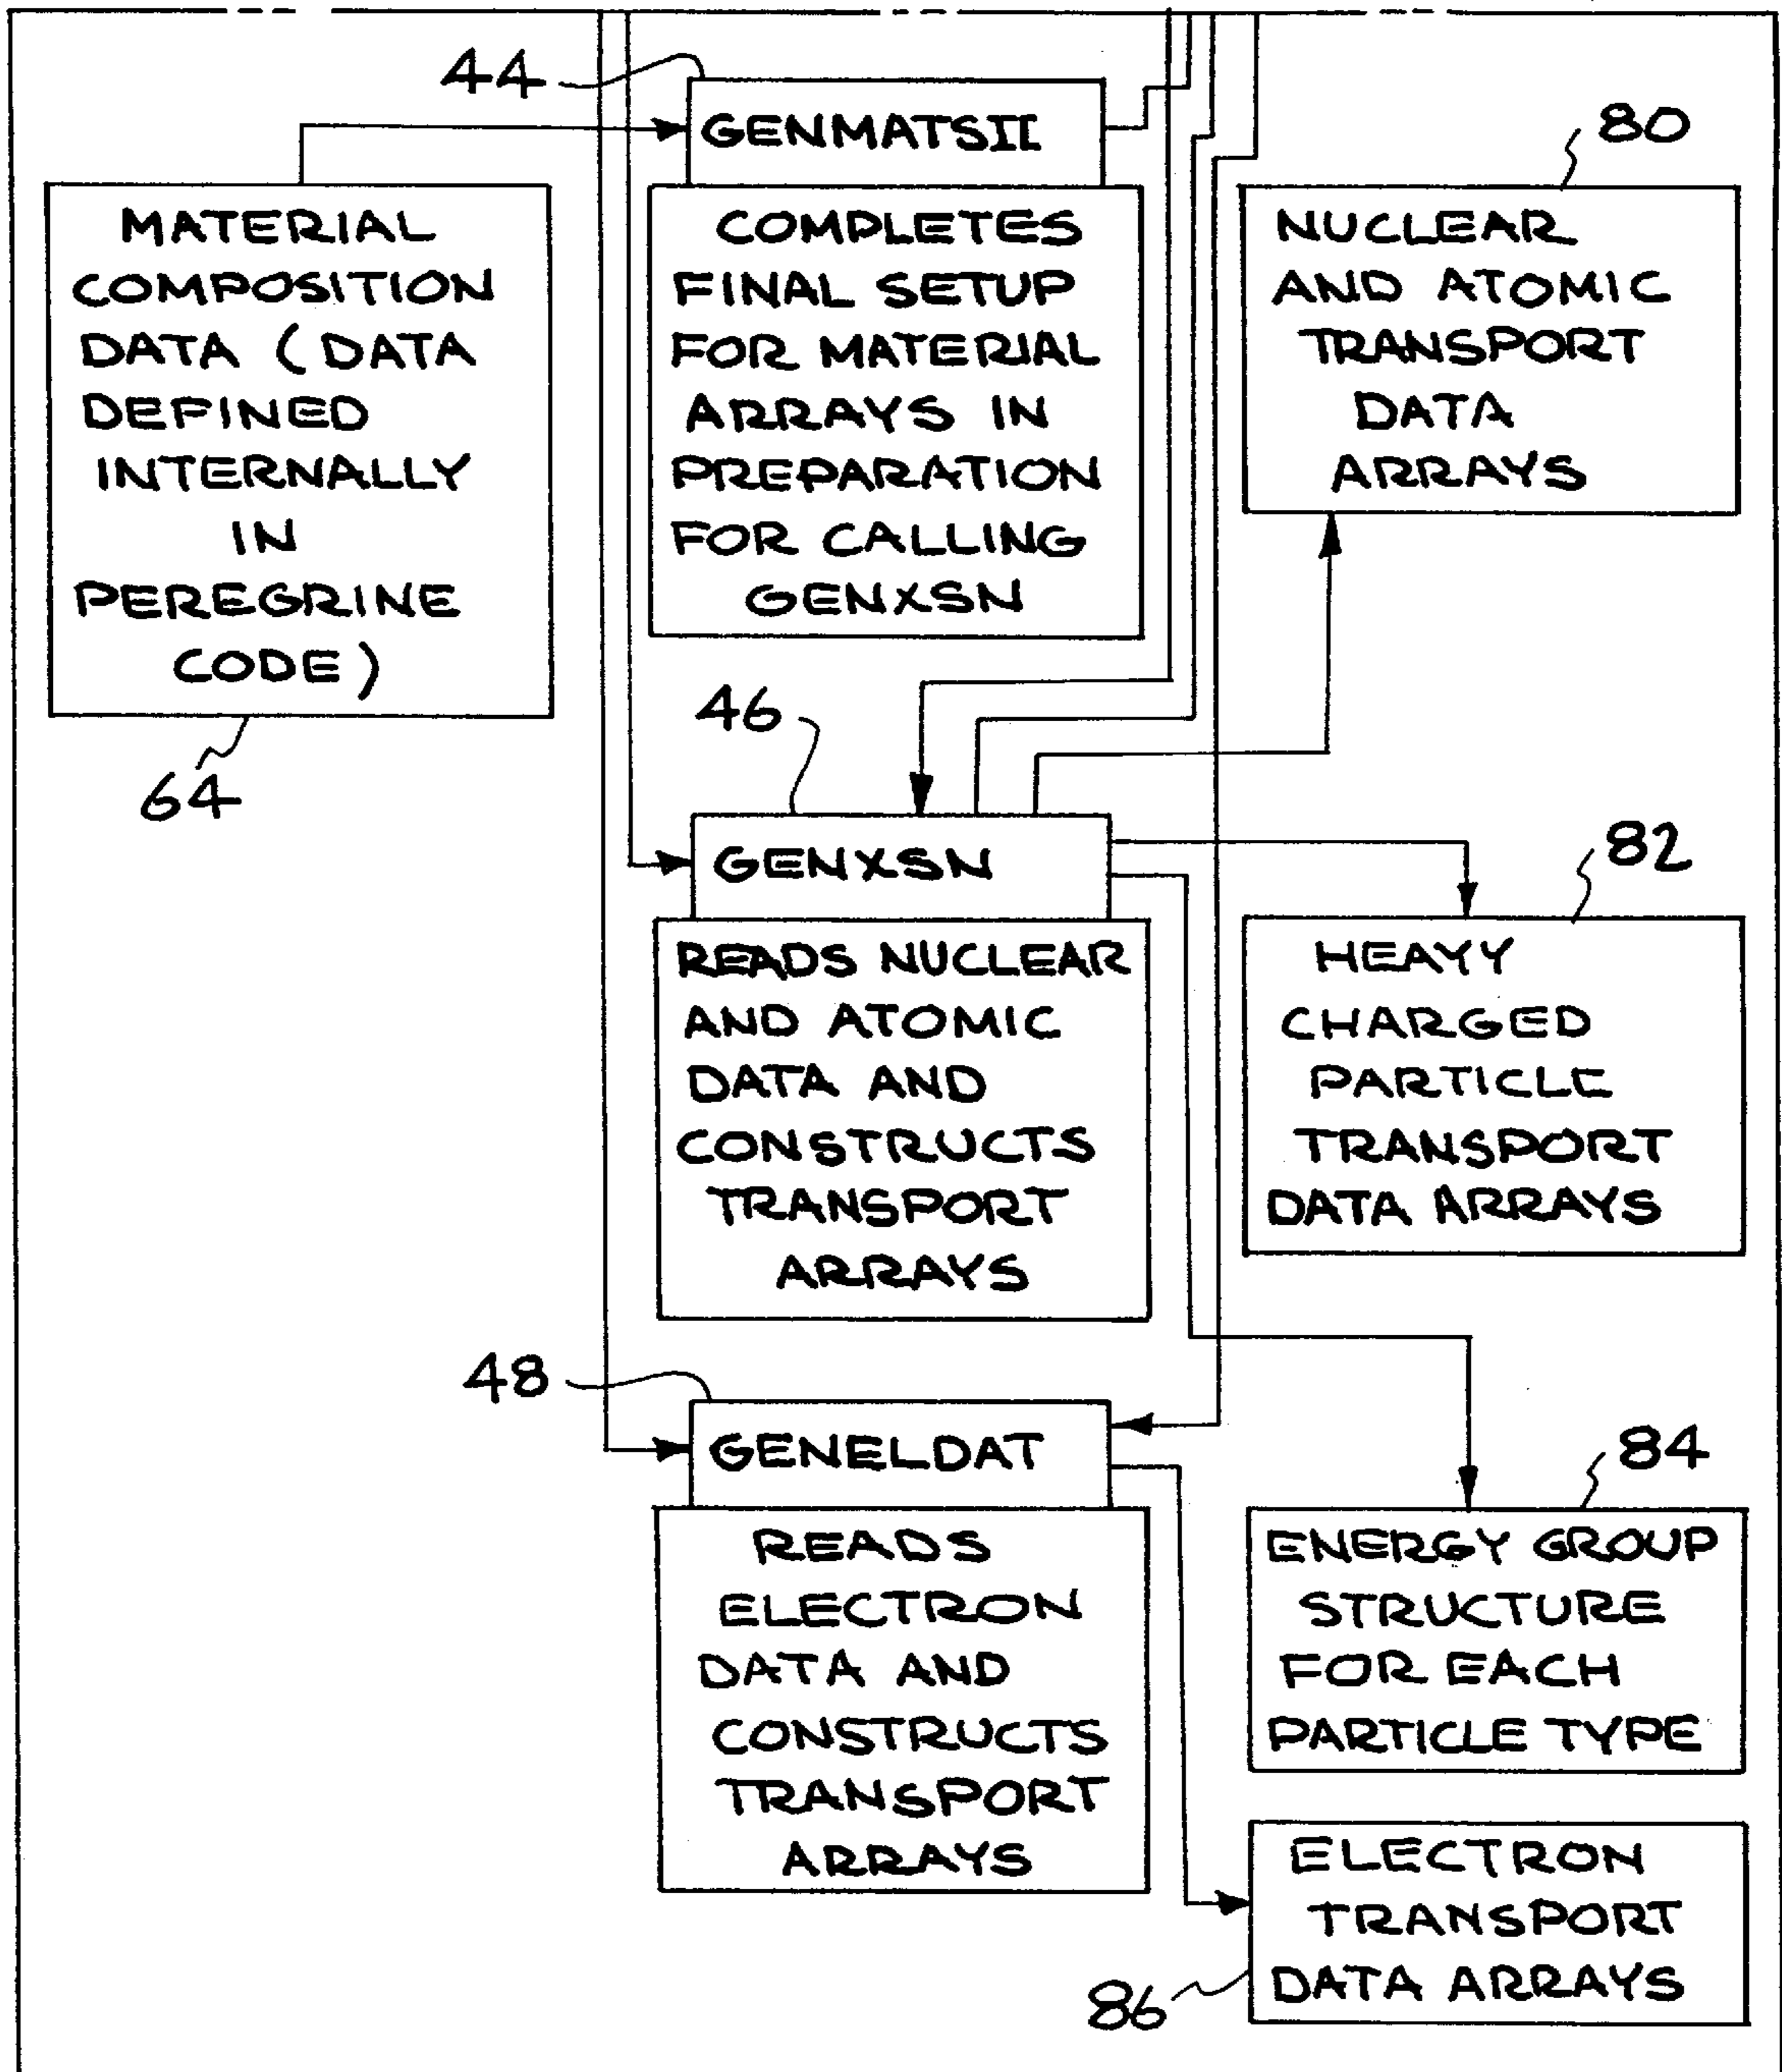 44
GENMATSII
80
MATERIAL
COMPOSITION
DATA (DATA
DEFINED
INTERNALLY
IN
PEREGRINE
CODE)
64
COMPLETES
FINAL SETUP
FOR MATERIAL
ARRAYS IN
PREPARATION
FOR CALLING
GENXSN
NUCLEAR
AND ATOMIC
TRANSPORT
DATA
ARRAYS
46
GENXSN
82
READS NUCLEAR
AND ATOMIC
DATA AND
CONSTRUCTS
TRANSPORT
ARRAYS
HEAVY
CHARGED
PARTICLE
TRANSPORT
DATA ARRAYS
48
GENELDAT
84
READS
ELECTRON
DATA AND
CONSTRUCTS
TRANSPORT
ARRAYS
ENERGY GROUP
STRUCTURE
FOR EACH
PARTICLE TYPE
ELECTRON
TRANSPORT
DATA ARRAYS
86